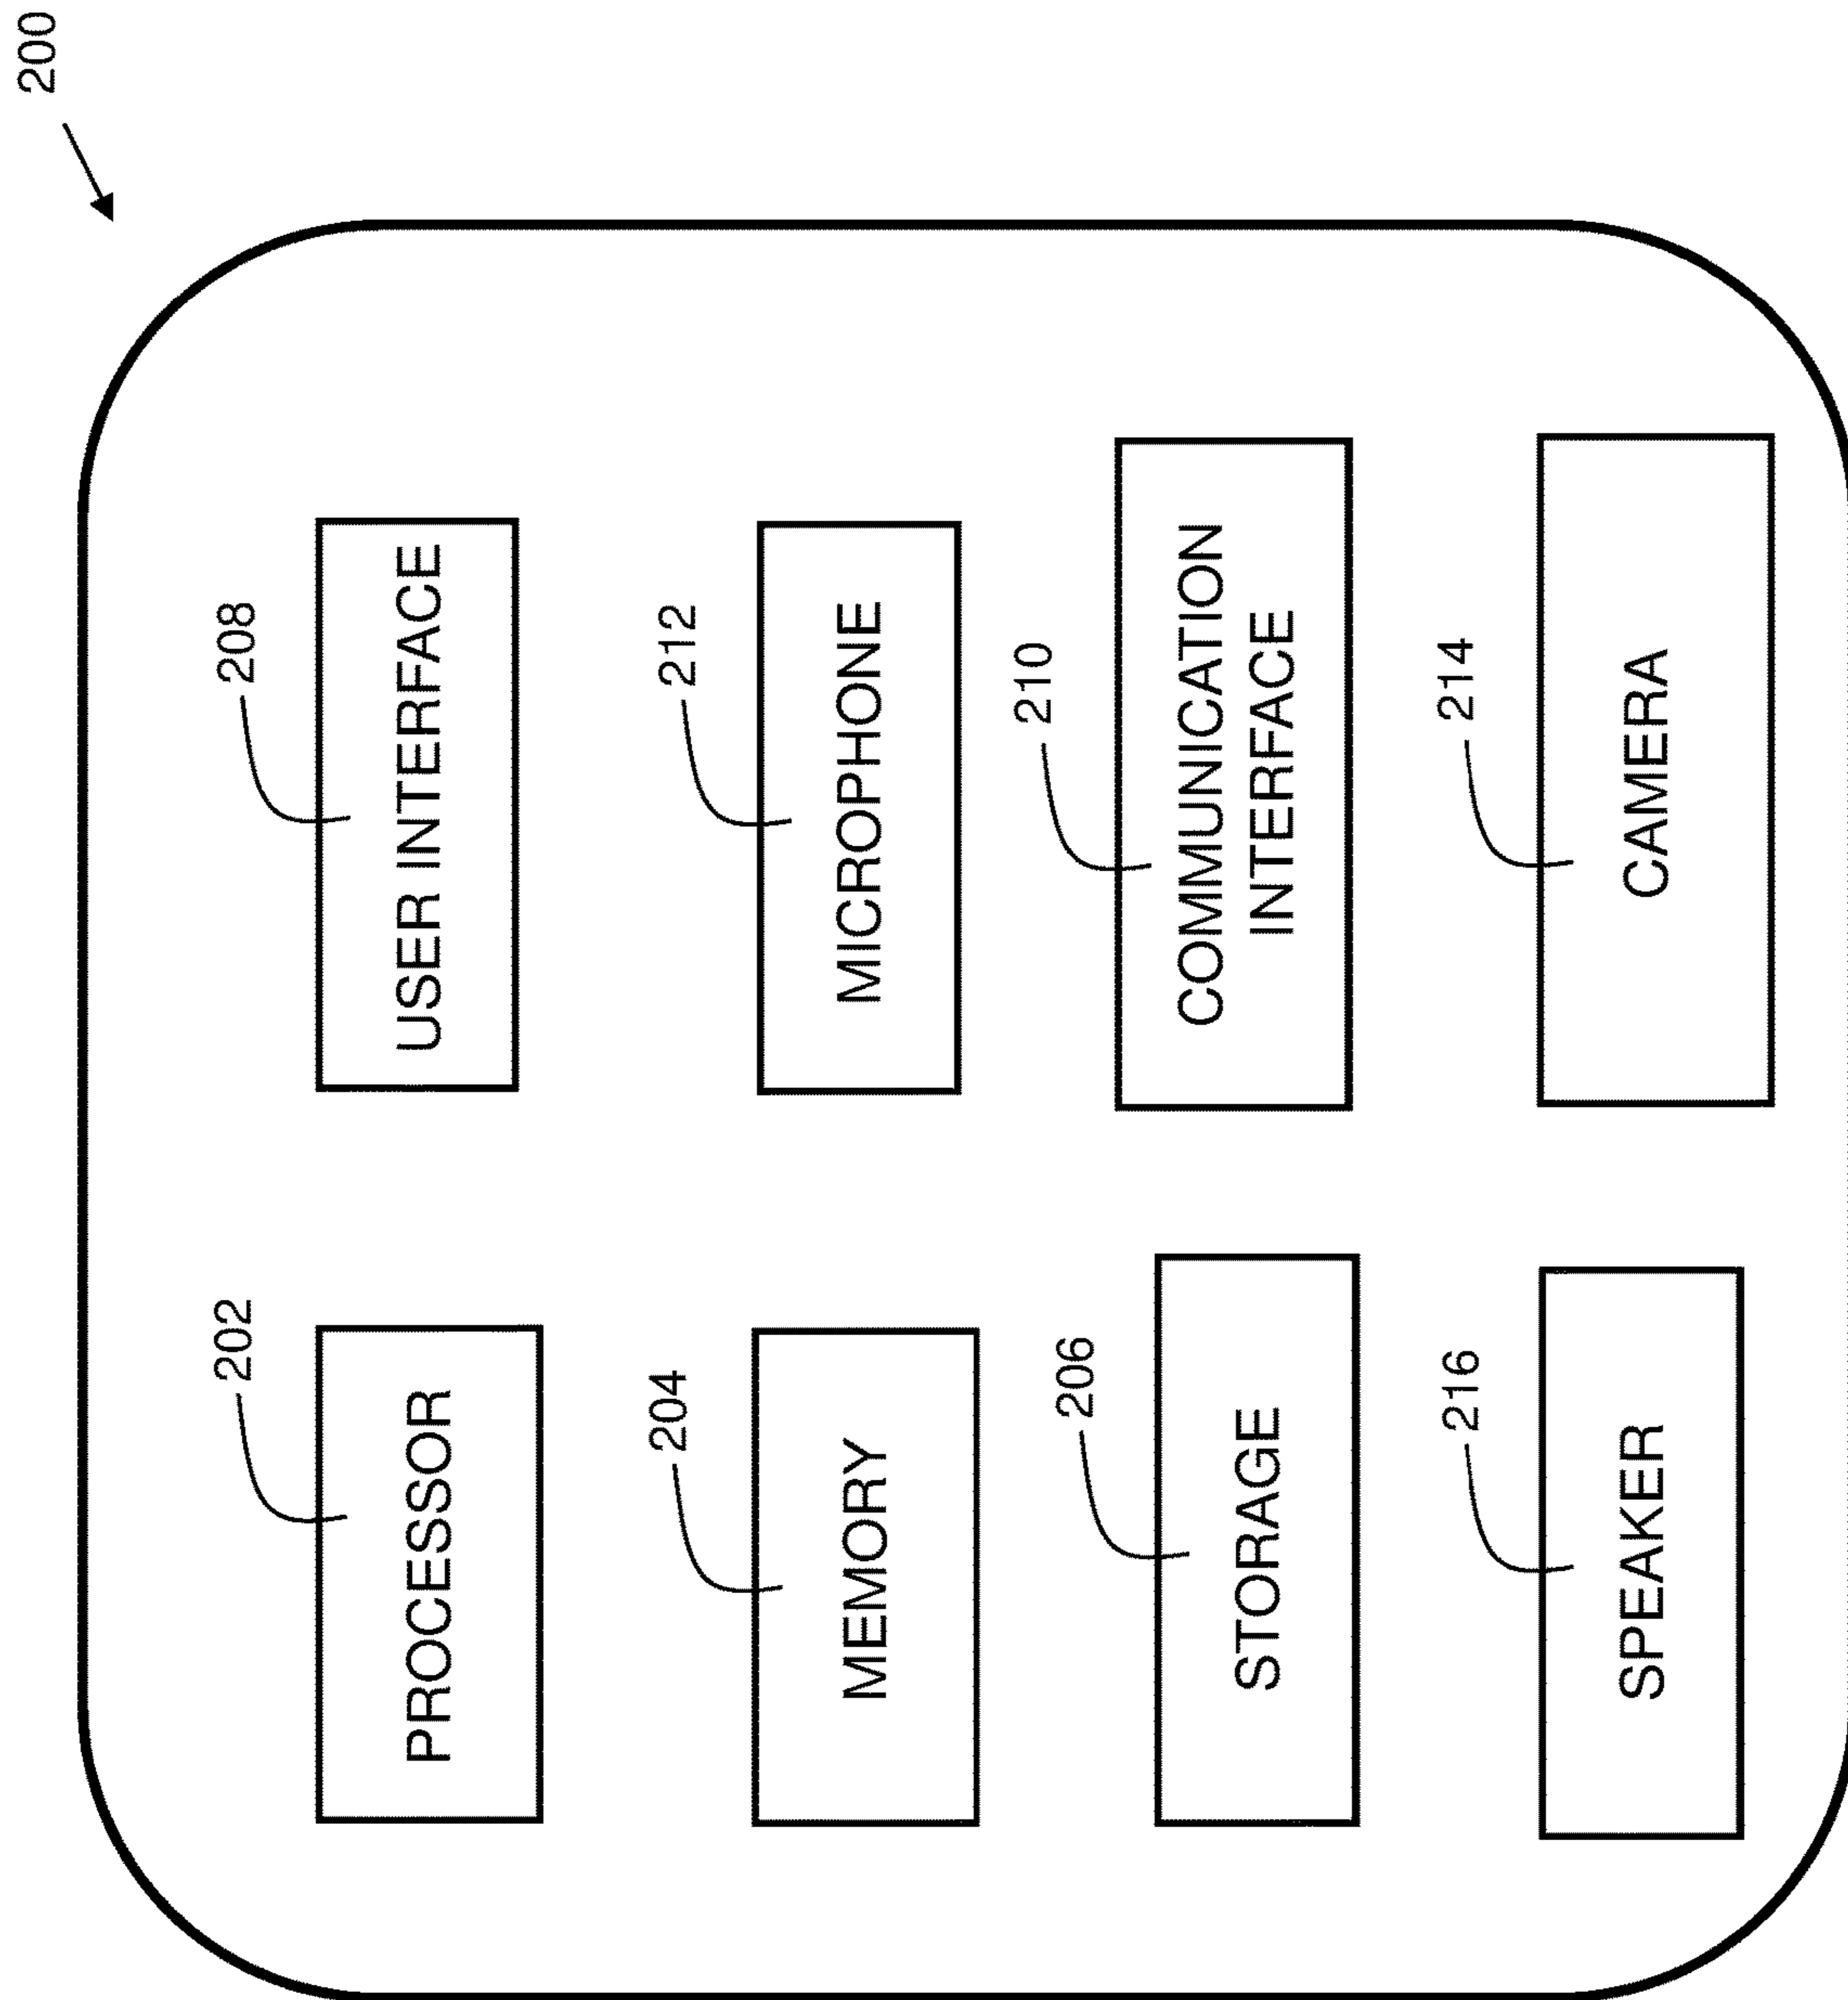 200
202
PROCESSOR
208
USER INTERFACE
204
MEMORY
212
MICROPHONE
206
STORAGE
210
COMMUNICATION
INTERFACE
216
SPEAKER
214
CAMERA